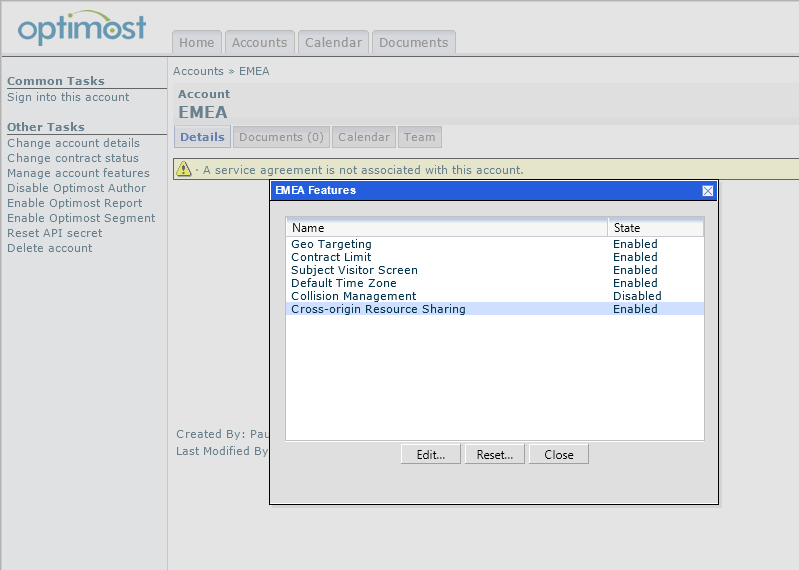 optimost
Home Accounts Calendar Documents
Common Tasks
Sign into this account
Other Tasks
Change account details
Change contract status
Manage account features
Disable Optimost Author
Enable Optimost Report
Enable Optimost Segment
Reset API secret
Delete account
Accounts » EMEA
Account
EMEA
Details Documents (0) Calendar Team
- A service agreement is not associated with this account.
EMEA Features
Name State
Geo Targeting Enabled
Contract Limit Enabled
Subject Visitor Screen Enabled
Default Time Zone Enabled
Collision Management Disabled
Cross-origin Resource Sharing Enabled
Edit... Reset... Close
Created By: Pau
Last Modified By